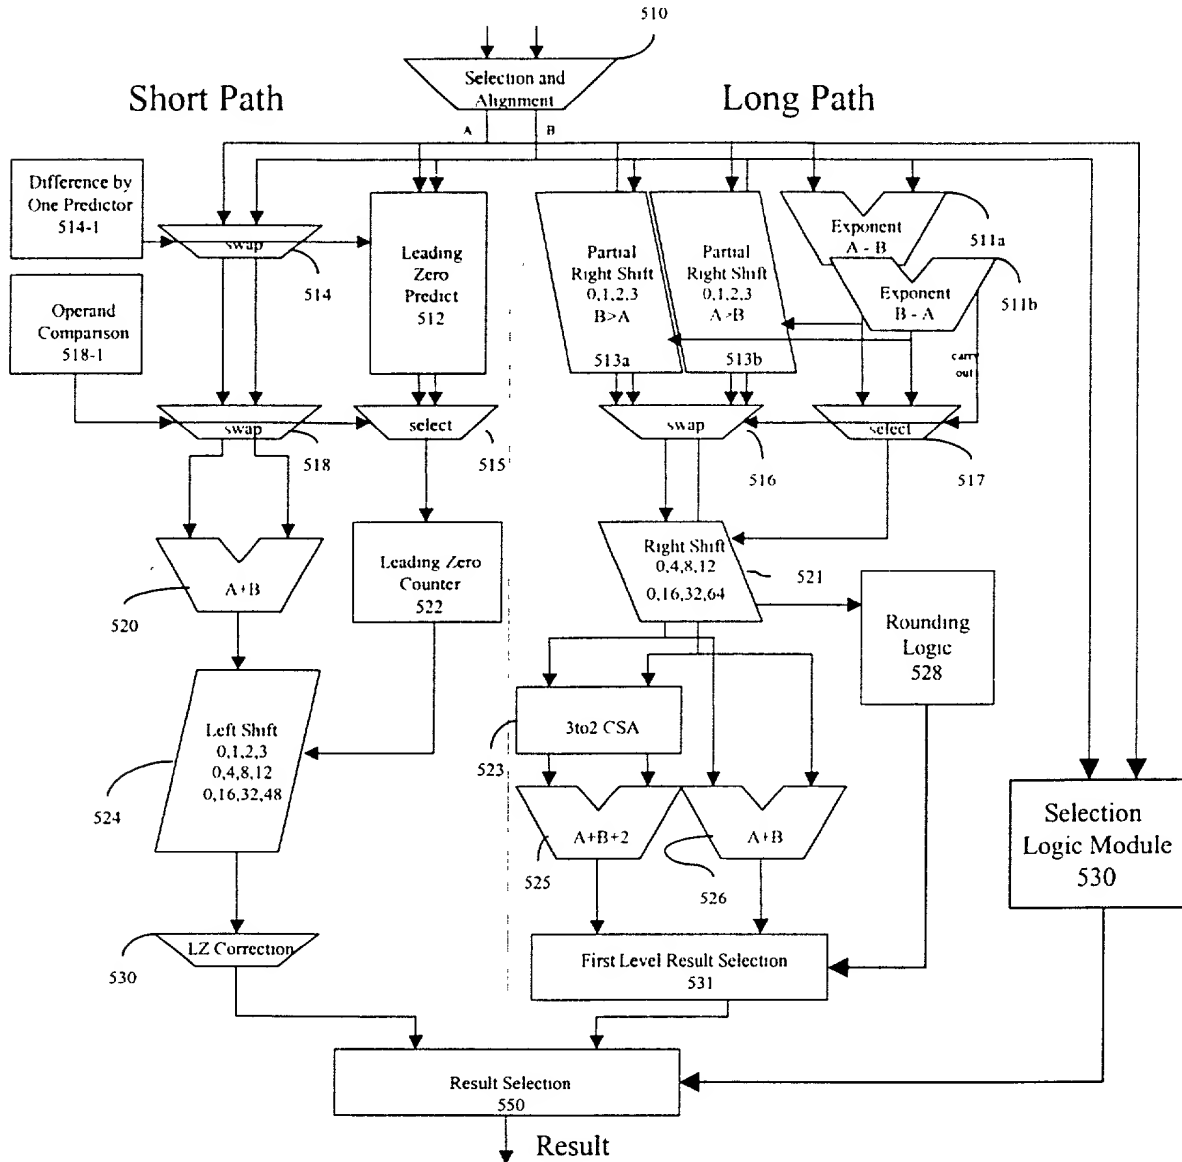 510
Selection and
Alignment
Short Path
Long Path
A
B
Difference by
One Predictor
514-1
swap
514
Leading
Zero
Predict
512
Partial
Right Shift
0,1,2,3
B>A
513a
Partial
Right Shift
0,1,2,3
A>B
513b
Exponent
A - B
511a
Exponent
B - A
511b
Operand
Comparison
518-1
carry
out
swap
518
select
515
swap
516
select
517
A+B
520
Leading Zero
Counter
522
Right Shift
0,4,8,12
0,16,32,64
521
Rounding
Logic
528
Left Shift
0,1,2,3
0,4,8,12
0,16,32,48
524
3to2 CSA
523
A+B+2
525
A+B
526
Selection
Logic Module
530
LZ Correction
530
First Level Result Selection
531
Result Selection
550
Result